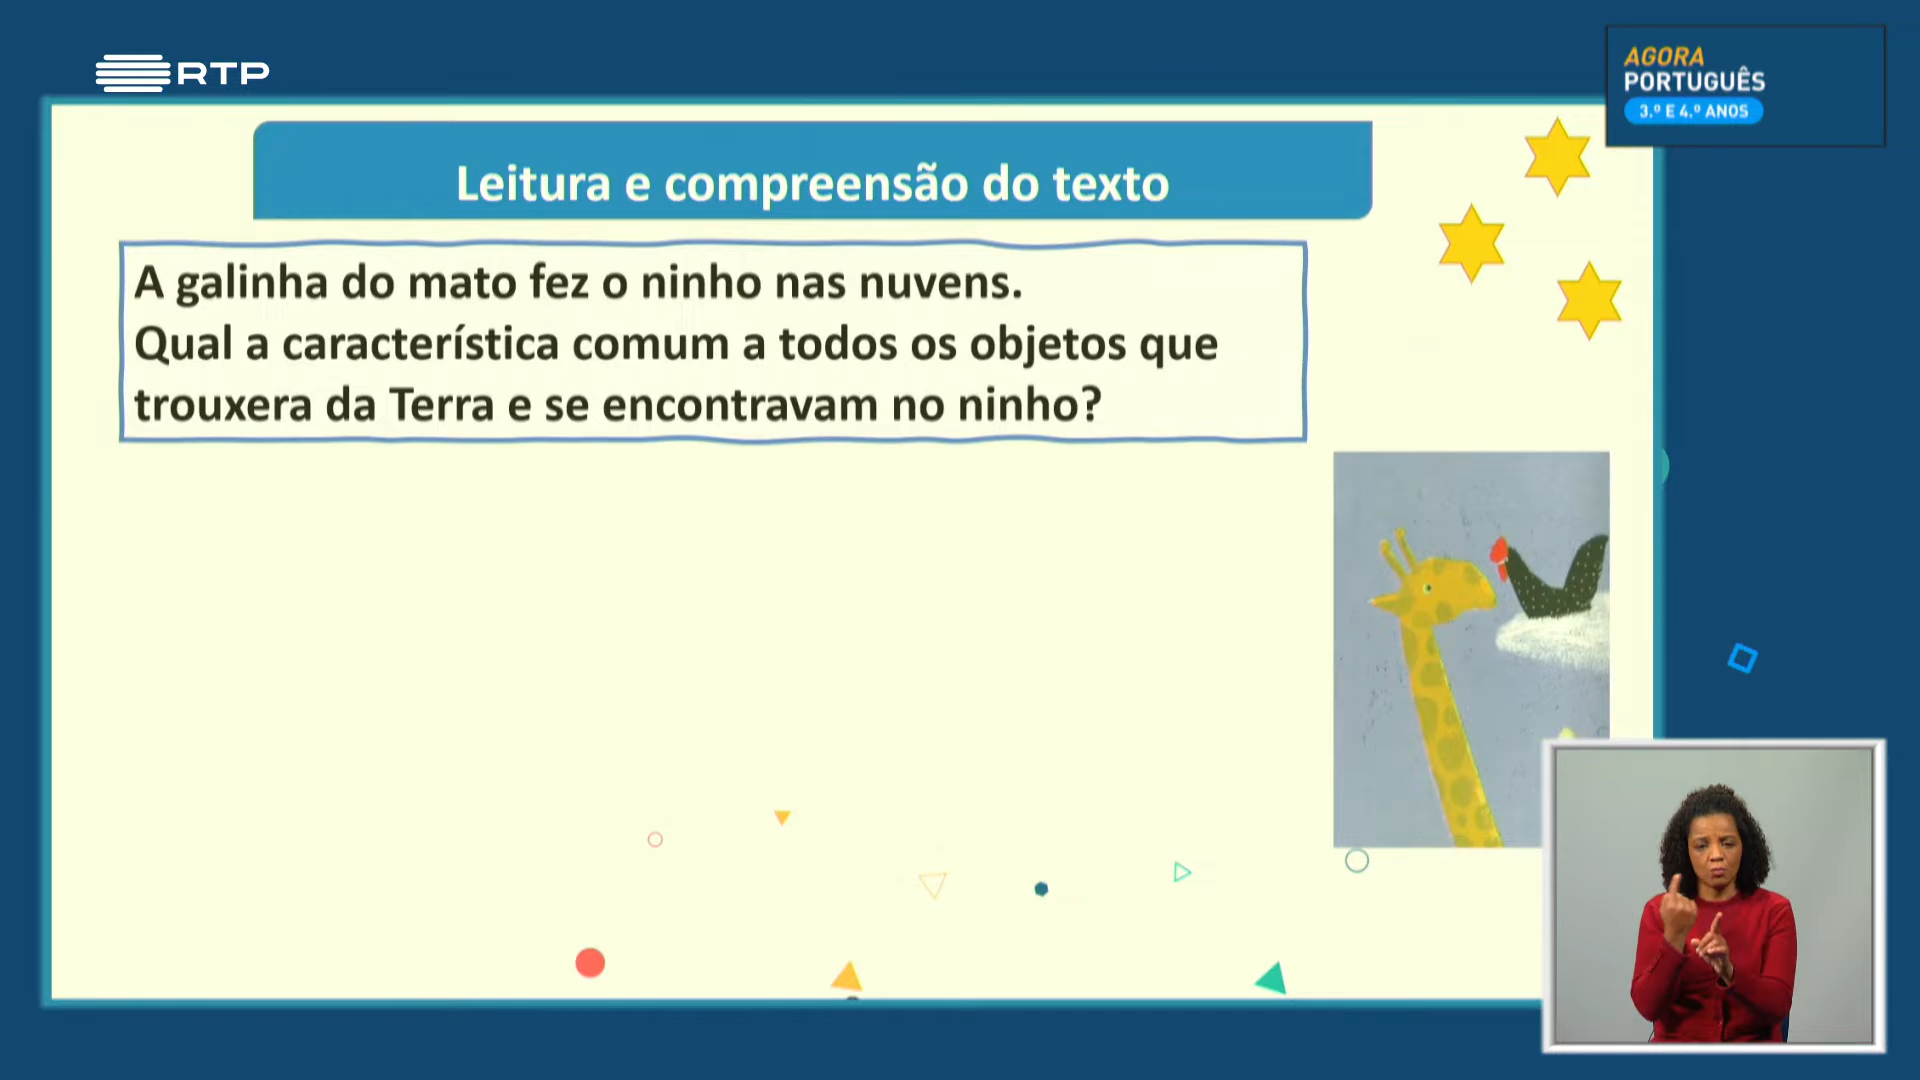 RTP
AGORA
PORTUGUÊS
3.º E 4.º ANOS
Leitura e compreensão do texto
A galinha do mato fez o ninho nas nuvens.
Qual a característica comum a todos os objetos que
trouxera da Terra e se encontravam no ninho?